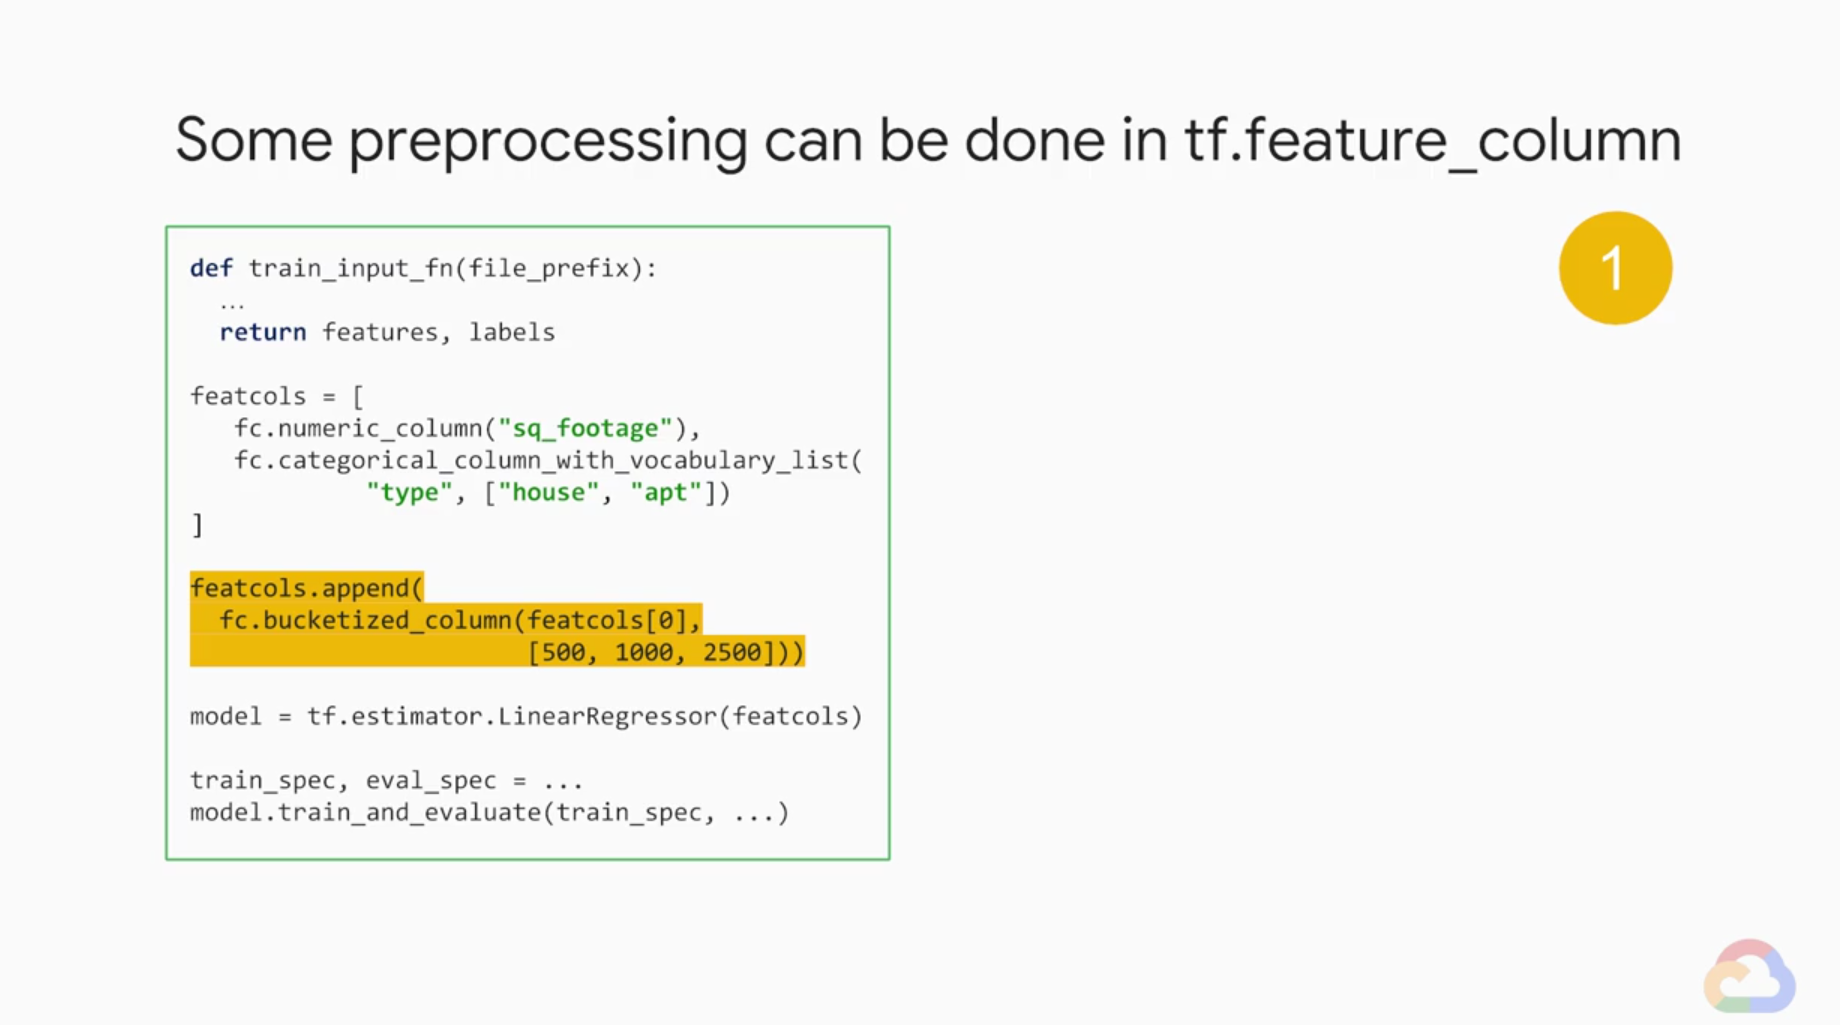 Some preprocessing can be done in tf.feature_column
1
def train_input_fn(file_prefix):
...
return features, labels
featcols = [
fc.numeric_column("sq_footage"),
fc.categorical_column_with_vocabulary_list(
"type", ["house", "apt"])
]
featcols.append(
fc.bucketized_column(featcols[0],
[500, 1000, 2500]))
model = tf.estimator.LinearRegressor(featcols)
train_spec, eval_spec = ...
model.train_and_evaluate(train_spec, ...)